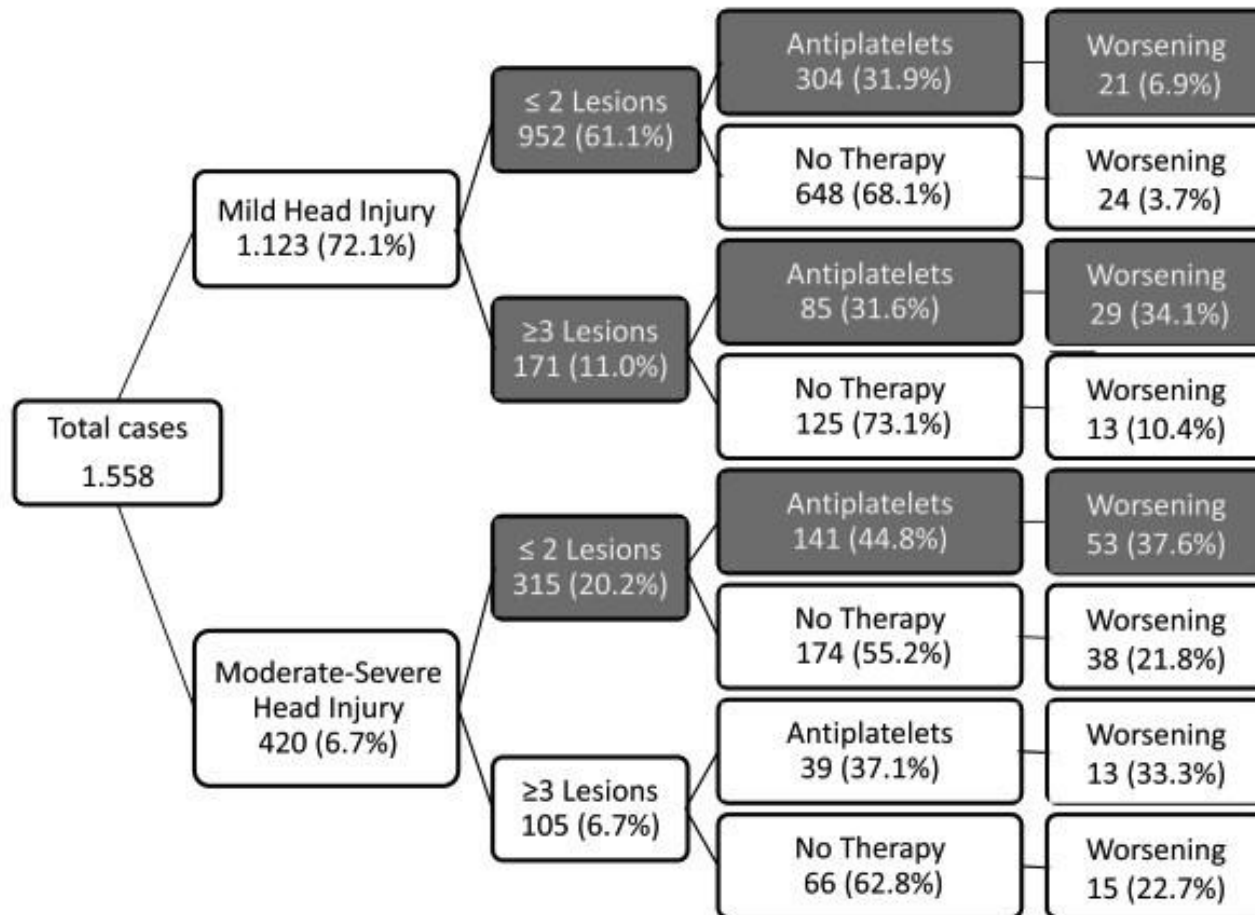 Total cases
1.558
Mild Head Injury
1.123 (72.1%)
Moderate-Severe
Head Injury
420 (6.7%)
≤ 2 Lesions
952 (61.1%)
≥3 Lesions
171 (11.0%)
≤ 2 Lesions
315 (20.2%)
≥3 Lesions
105 (6.7%)
Antiplatelets
304 (31.9%)
No Therapy
648 (68.1%)
Antiplatelets
85 (31.6%)
No Therapy
125 (73.1%)
Antiplatelets
141 (44.8%)
No Therapy
174 (55.2%)
Antiplatelets
39 (37.1%)
No Therapy
66 (62.8%)
Worsening
21 (6.9%)
Worsening
24 (3.7%)
Worsening
29 (34.1%)
Worsening
13 (10.4%)
Worsening
53 (37.6%)
Worsening
38 (21.8%)
Worsening
13 (33.3%)
Worsening
15 (22.7%)